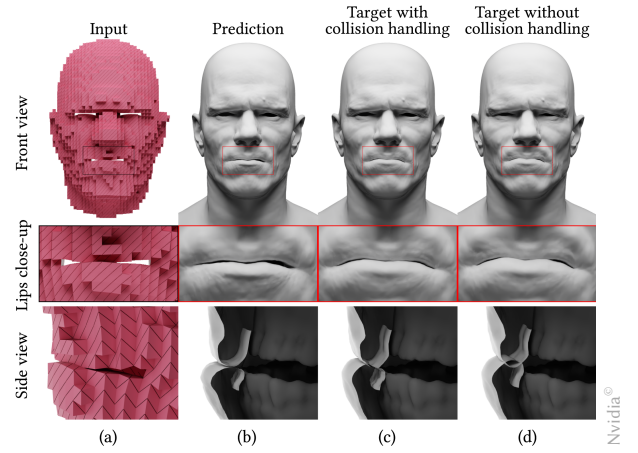 Input
Prediction
Target with
collision handling
Target without
collision handling
Front view
Lips close-up
Side view
(a)
(b)
(c)
(d)
Nvidia©